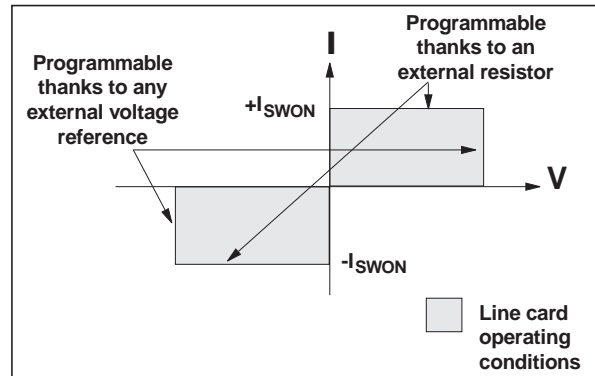 Programmable
thanks to any
external voltage
reference
I
Programmable
thanks to an
external resistor
+ISWON
V
-ISWON
Line card
operating
conditions